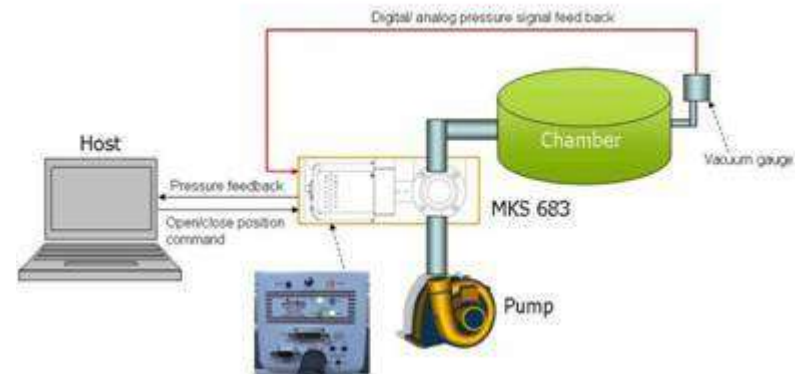 Digital/ analog pressure signal feed back
Chamber
Host
Vacuum gauge
Pressure feedback
MKS 683
Open/close position
command
Pump